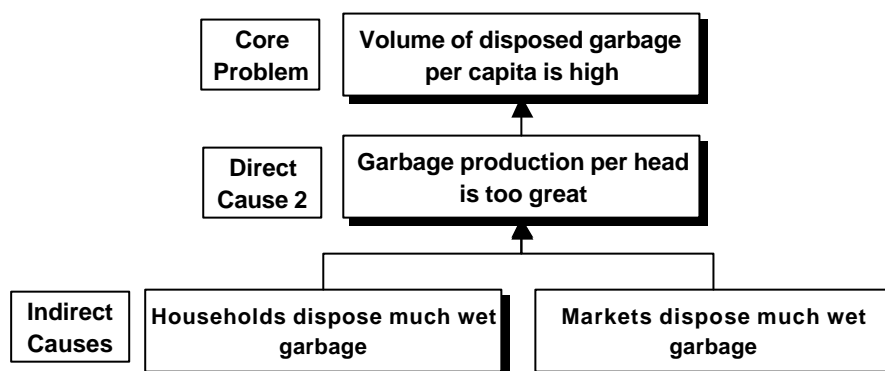 Core
Problem
Volume of disposed garbage
per capita is high
Direct
Cause 2
Garbage production per head
is too great
Indirect
Causes
Households dispose much wet
garbage
Markets dispose much wet
garbage